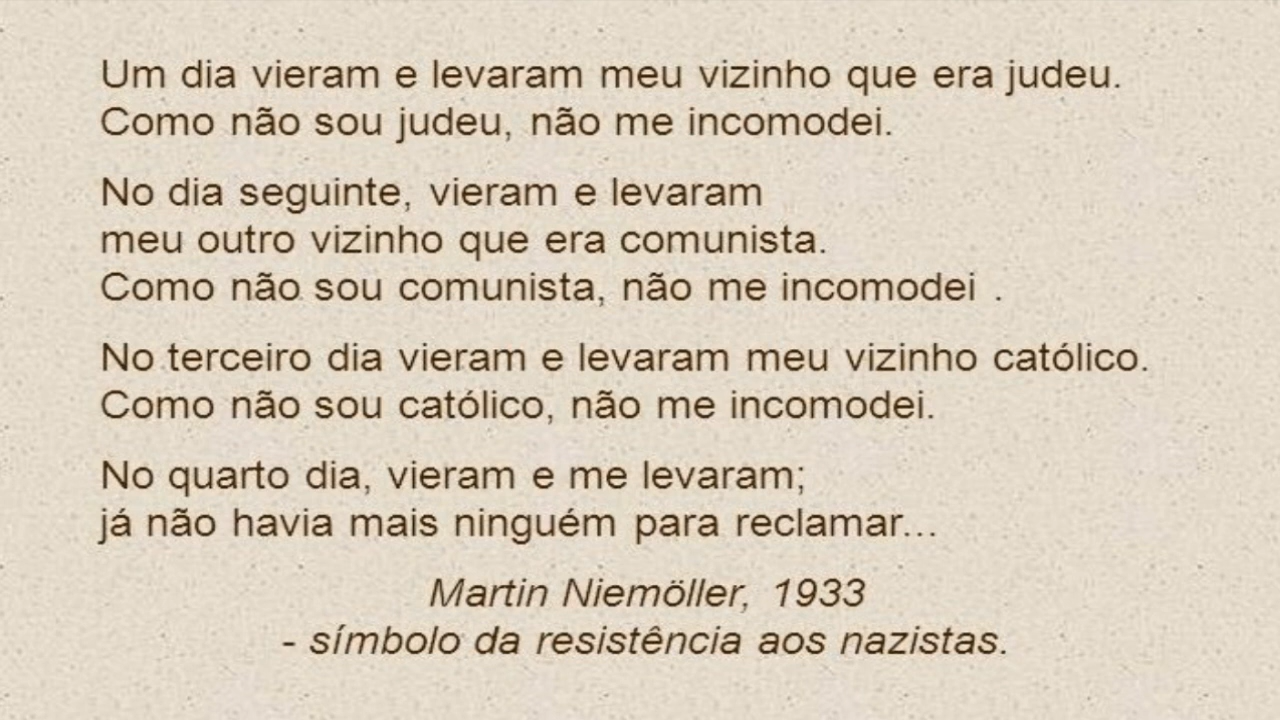 Um dia vieram e levaram meu vizinho que era judeu.
Como não sou judeu, não me incomodei.
No dia seguinte, vieram e levaram
meu outro vizinho que era comunista.
Como não sou comunista, não me incomodei .
No terceiro dia vieram e levaram meu vizinho católico.
Como não sou católico, não me incomodei.
No quarto dia, vieram e me levaram;
já não havia mais ninguém para reclamar...
Martin Niemöller, 1933
- símbolo da resistência aos nazistas.